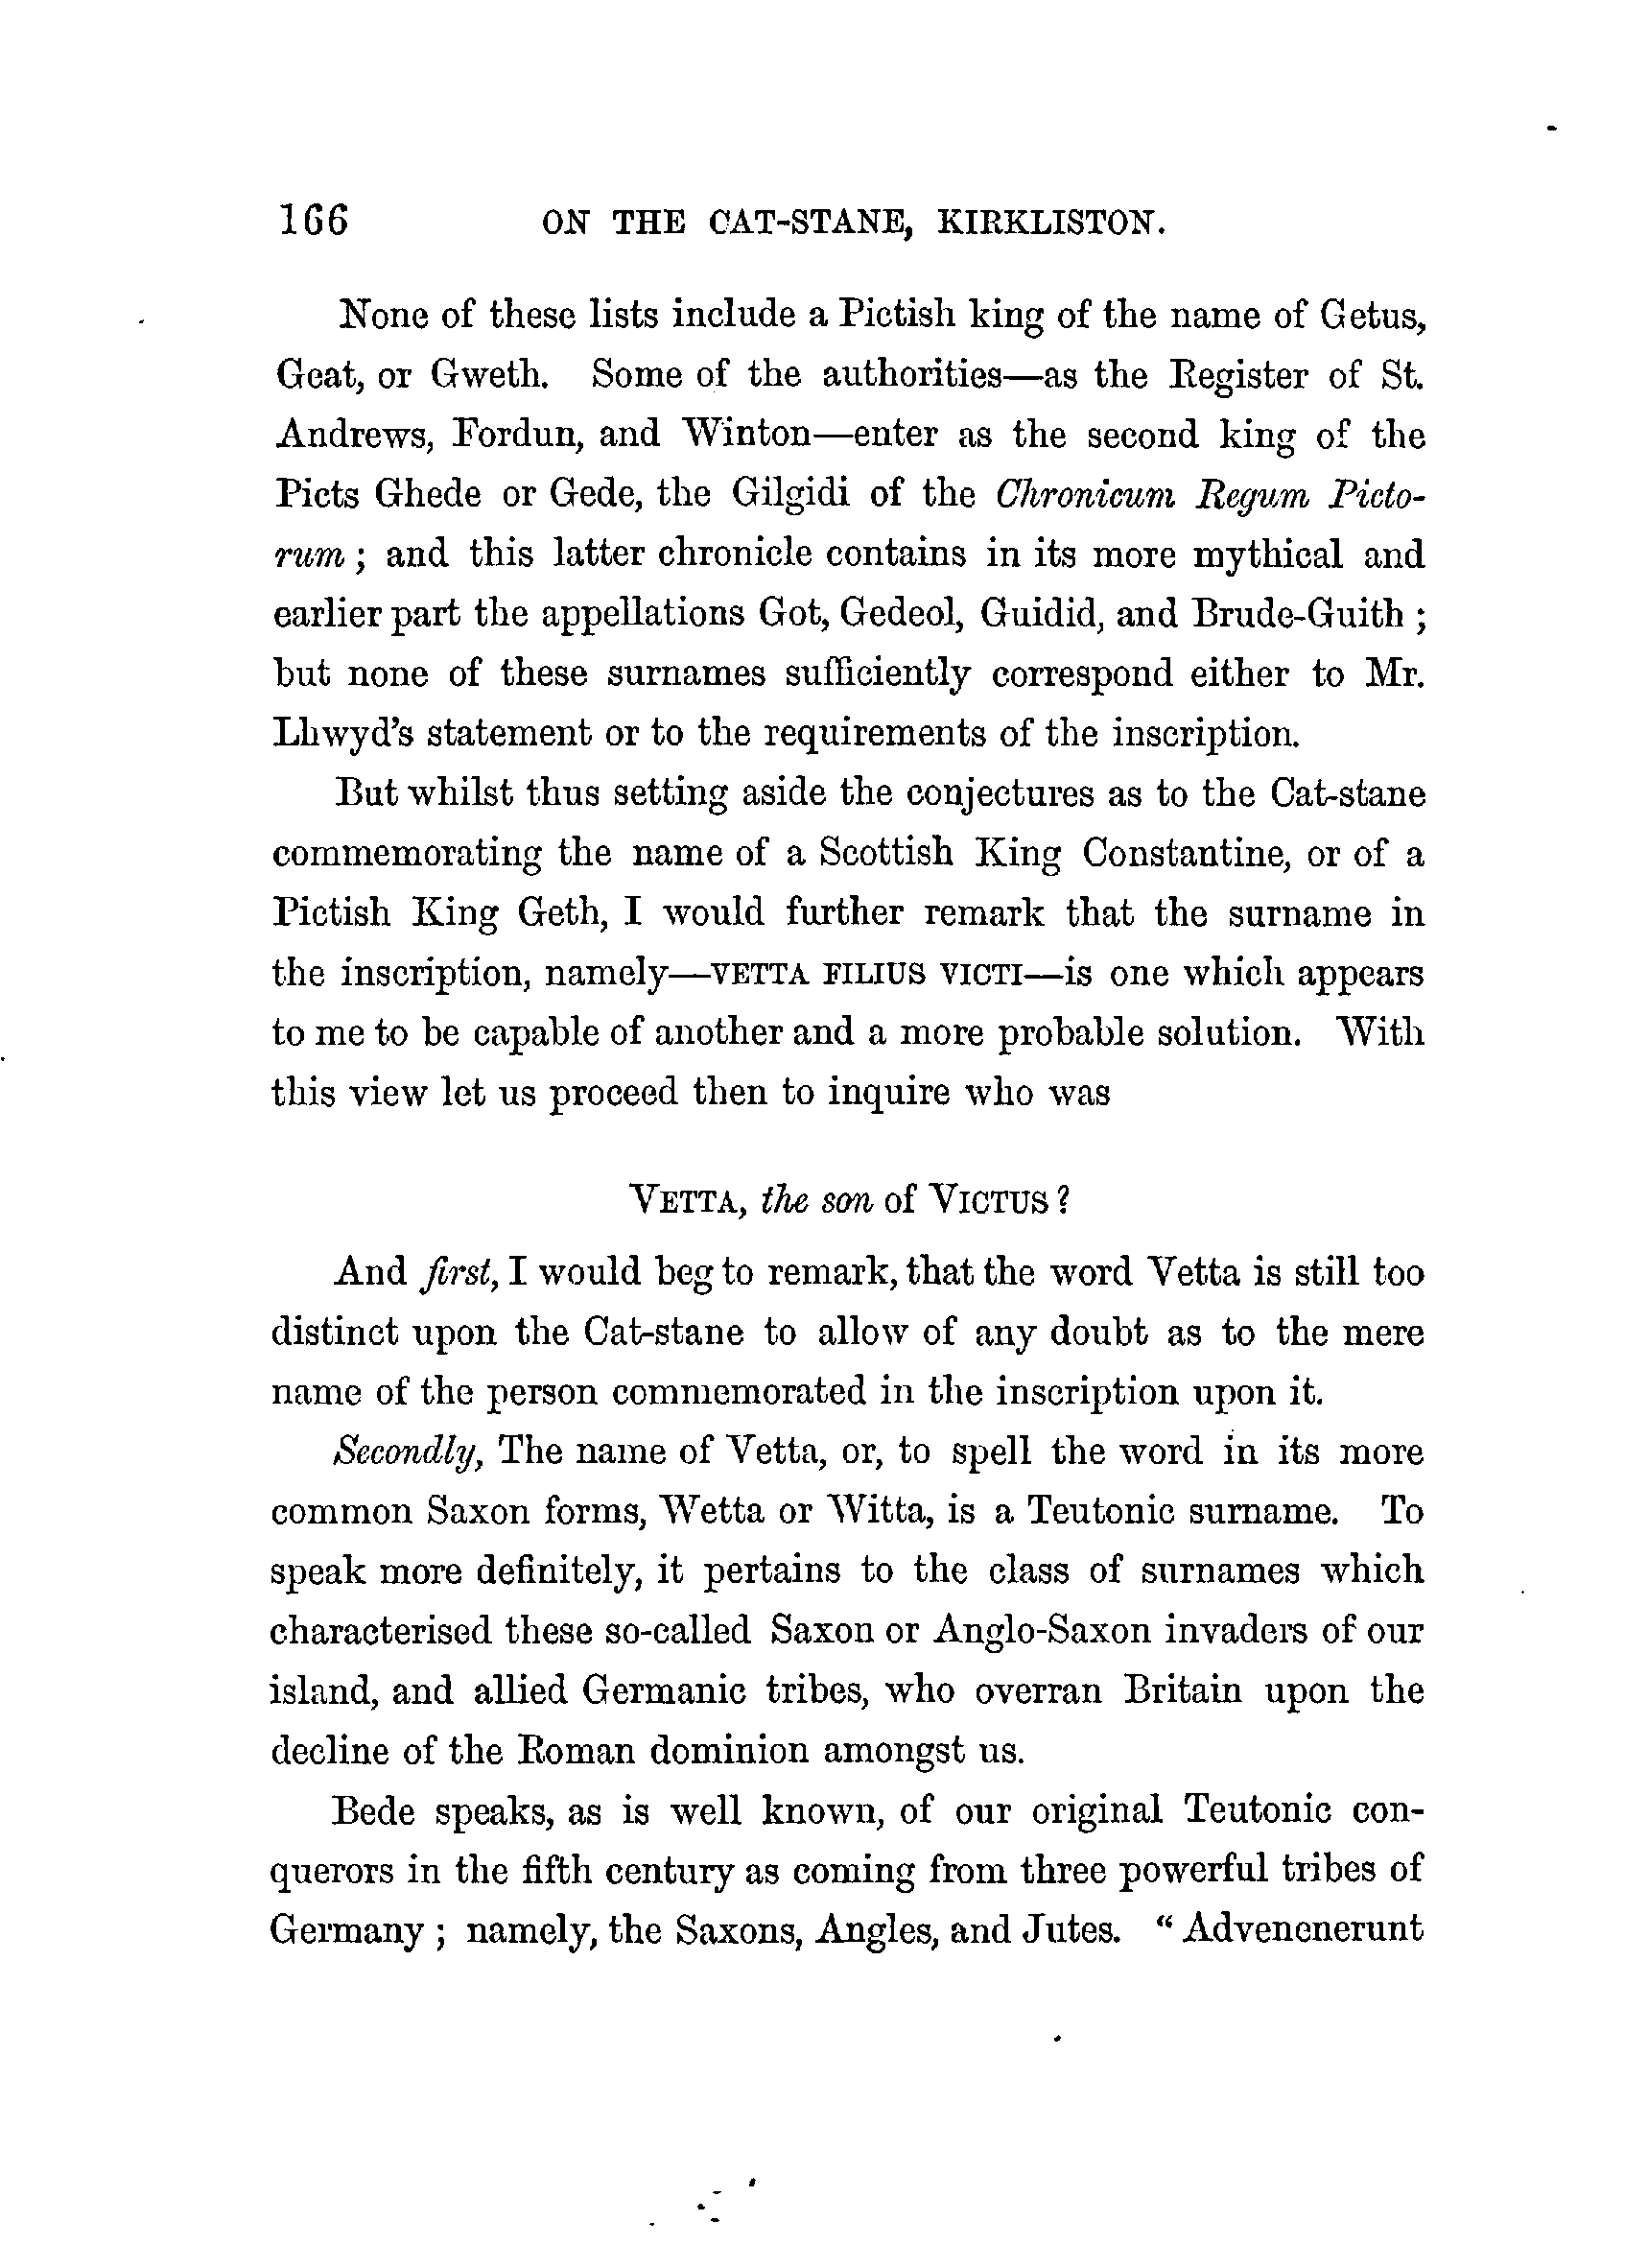 166 ON THE CAT-STANE, KIRKLISTON.
None of these lists include a Pictish king of the name of Getus,
Geat, or Gweth. Some of the authorities—as the Register of St.
Andrews, Fordun, and Winton—enter as the second king of the
Picts Ghede or Gede, the Gilgidi of the Chronicum Regum Picto-
rum ; and this latter chronicle contains in its more mythical and
earlier part the appellations Got, Gedeol, Guidid, and Brude-Guith ;
but none of these surnames sufficiently correspond either to Mr.
Lhwyd's statement or to the requirements of the inscription.
But whilst thus setting aside the conjectures as to the Cat-stane
commemorating the name of a Scottish King Constantine, or of a
Pictish King Geth, I would further remark that the surname in
the inscription, namely—VETTA FILIUS VICTI—is one which appears
to me to be capable of another and a more probable solution. With
this view let us proceed then to inquire who was
VETTA, the son of VICTUS ?
And first, I would beg to remark, that the word Vetta is still too
distinct upon the Cat-stane to allow of any doubt as to the mere
name of the person commemorated in the inscription upon it.
Secondly, The name of Vetta, or, to spell the word in its more
common Saxon forms, Wetta or Witta, is a Teutonic surname. To
speak more definitely, it pertains to the class of surnames which
characterised these so-called Saxon or Anglo-Saxon invaders of our
island, and allied Germanic tribes, who overran Britain upon the
decline of the Roman dominion amongst us.
Bede speaks, as is well known, of our original Teutonic con-
querors in the fifth century as coming from three powerful tribes of
Germany ; namely, the Saxons, Angles, and Jutes. “ Advenenerunt